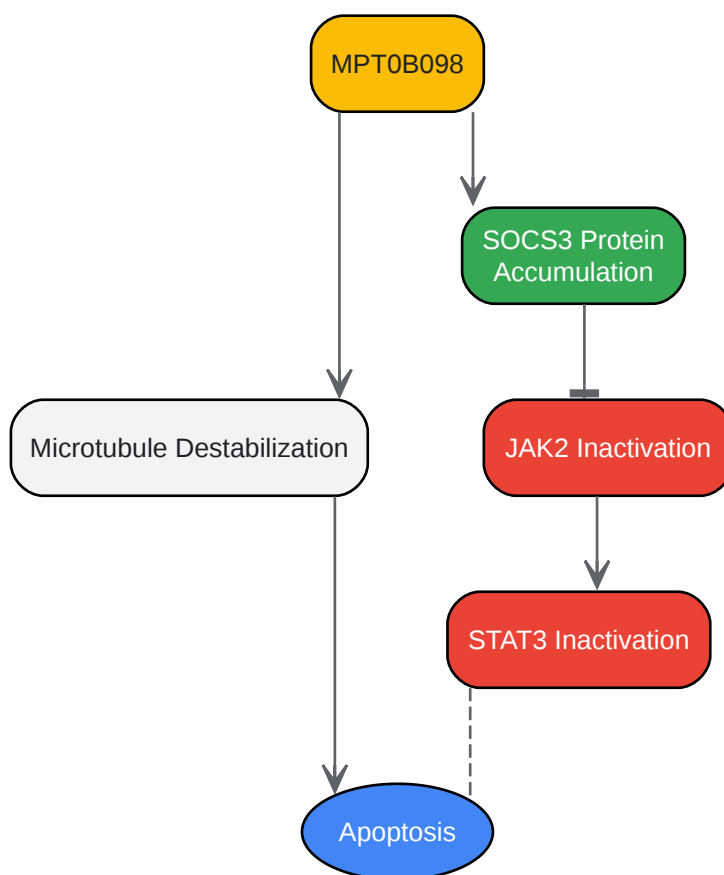 MPT0B098
SOCS3 Protein
Accumulation
Microtubule Destabilization
JAK2 Inactivation
STAT3 Inactivation
Apoptosis